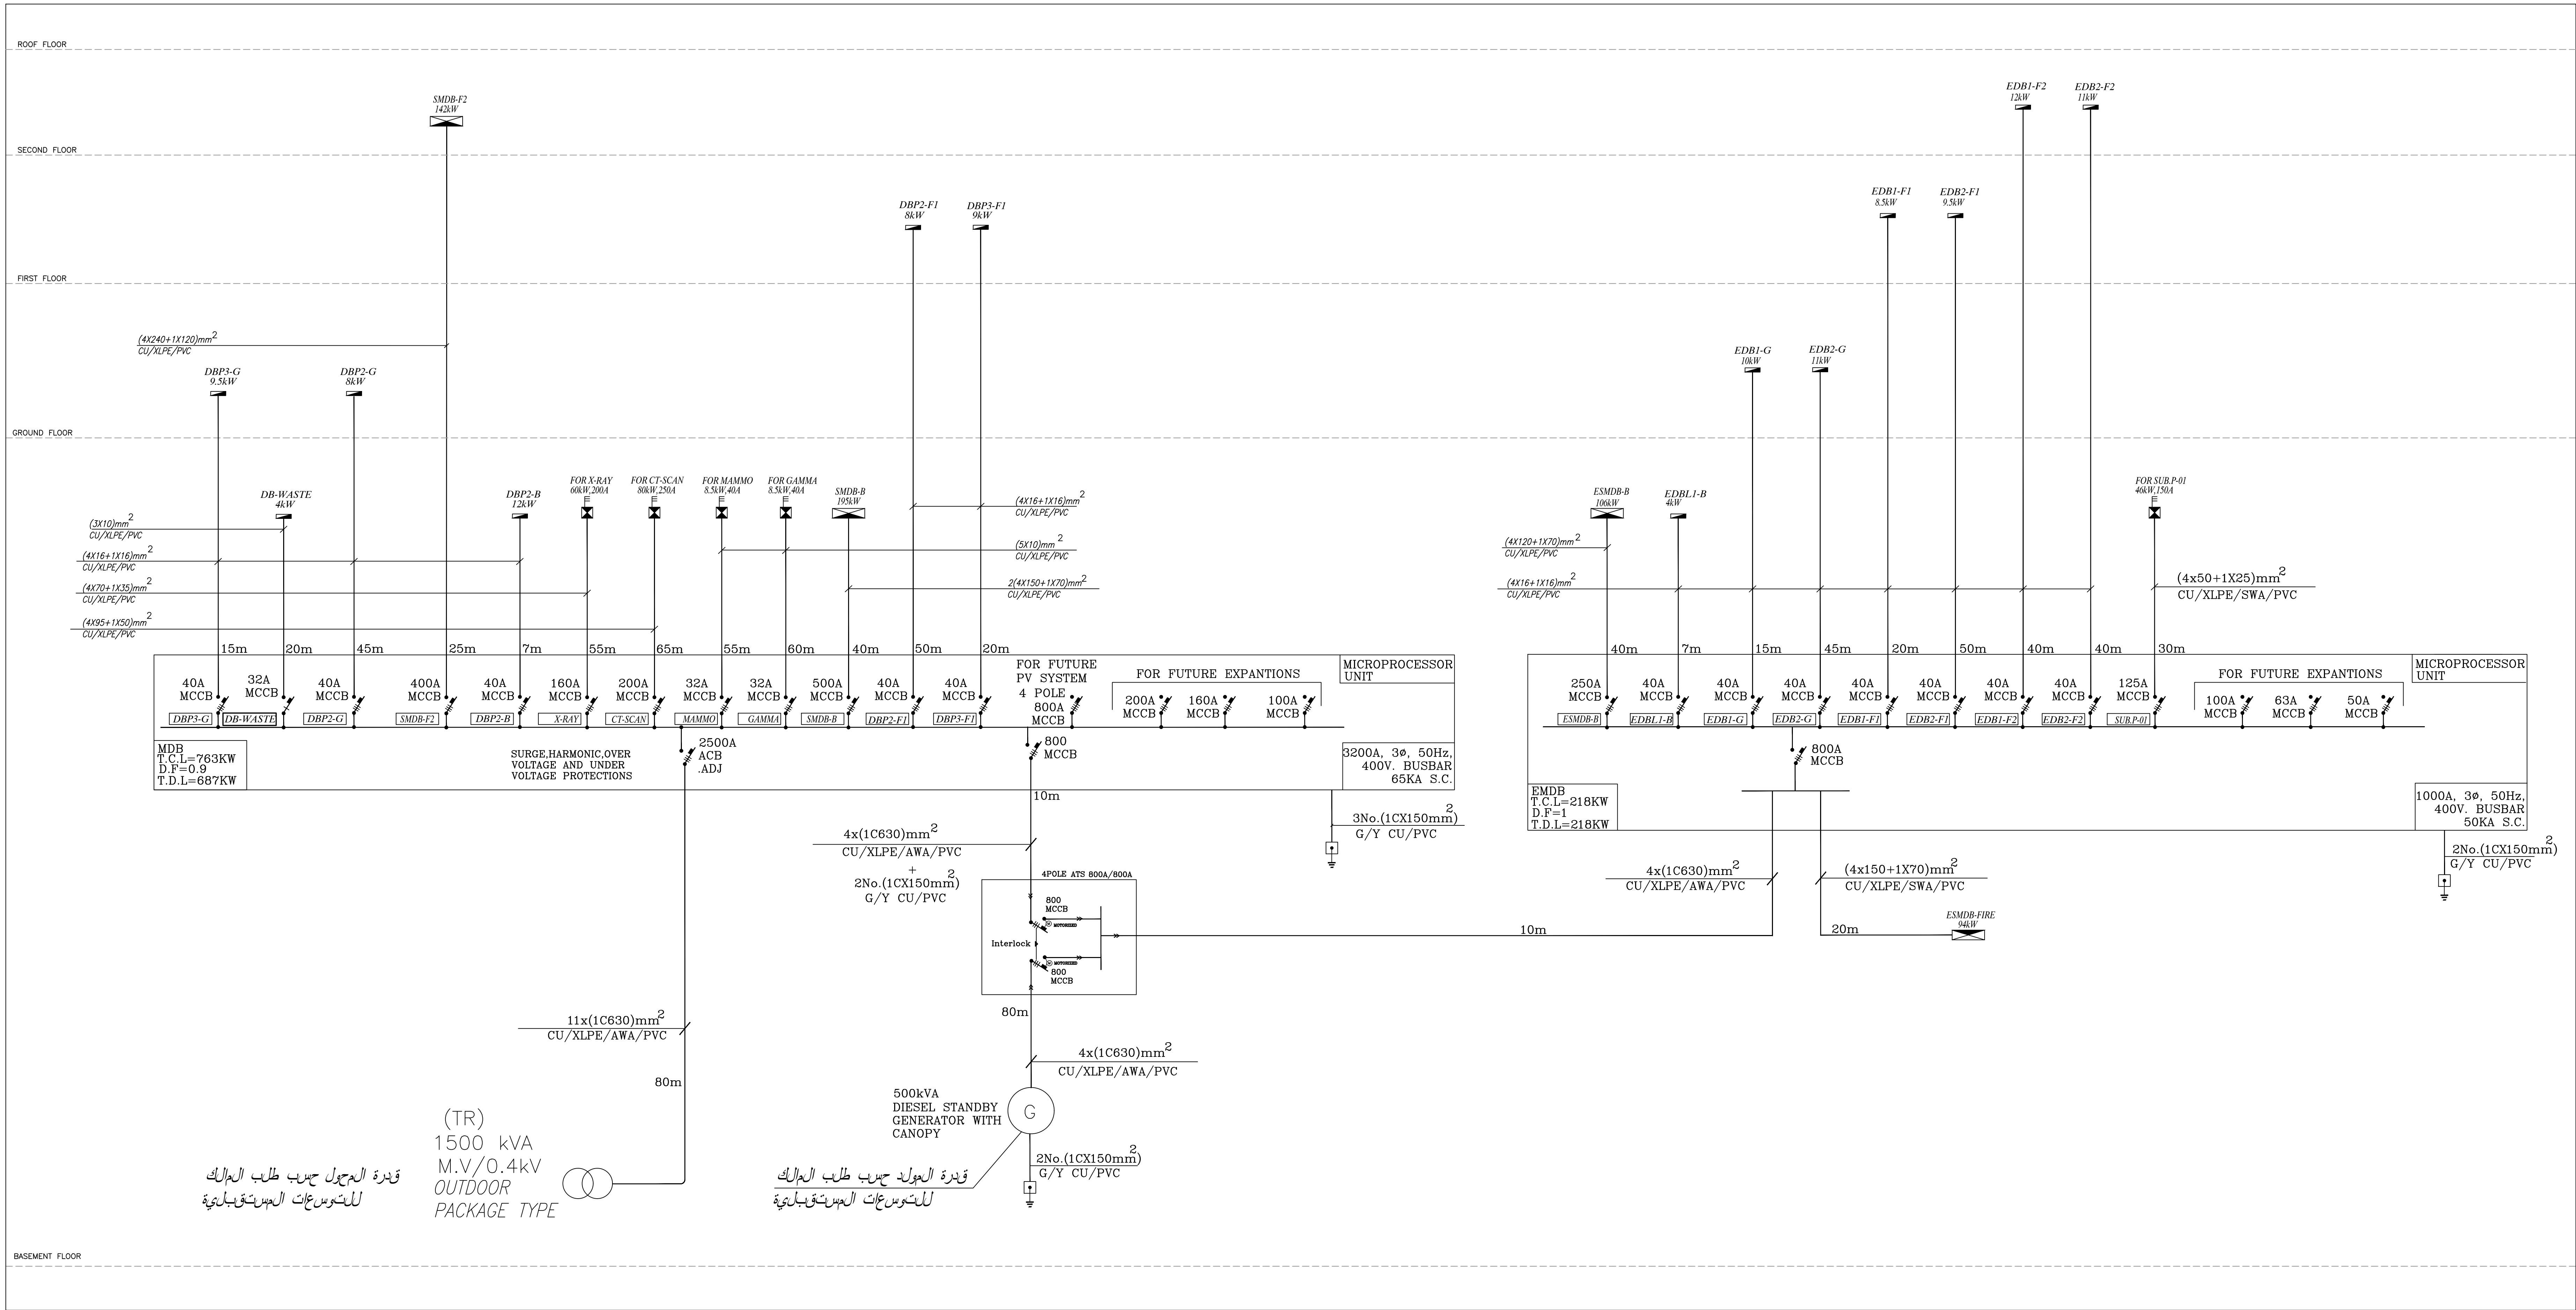 ROOF FLOOR
SMDB-F2
142kW
SECOND FLOOR
EDB1-F2
12kW
EDB2-F2
11kW
DBP2-F1
8kW
DBP3-F1
9kW
EDB1-F1
8.5kW
EDB2-F1
9.5kW
FIRST FLOOR
(4X240+1X120)mm2
CU/XLPE/PVC
DBP3-G
9.5kW
DBP2-G
8kW
EDB1-G
10kW
EDB2-G
11kW
GROUND FLOOR
DB-WASTE
4kW
DBP2-B
12kW
FOR X-RAY
60kW,200A
FOR CT-SCAN
80kW,250A
FOR MAMMO
8.5kW,40A
FOR GAMMA
8.5kW,40A
SMDB-B
195kW
ESMDB-B
106kW
EDBL1-B
4kW
FOR SUB.P-01
46kW,150A
(3X10)mm2
CU/XLPE/PVC
(4X16+1X16)mm2
CU/XLPE/PVC
(4X70+1X35)mm2
CU/XLPE/PVC
(4X95+1X50)mm2
CU/XLPE/PVC
(4X16+1X16)mm2
CU/XLPE/PVC
(5X10)mm2
CU/XLPE/PVC
2(4X150+1X70)mm2
CU/XLPE/PVC
(4X120+1X70)mm2
CU/XLPE/PVC
(4X16+1X16)mm2
CU/XLPE/PVC
(4x50+1X25)mm2
CU/XLPE/SWA/PVC
15m
20m
45m
25m
7m
55m
65m
55m
60m
40m
50m
20m
40A
MCCB
DBP3-G
32A
MCCB
DB-WASTE
40A
MCCB
DBP2-G
400A
MCCB
SMDB-F2
40A
MCCB
DBP2-B
160A
MCCB
X-RAY
200A
MCCB
CT-SCAN
32A
MCCB
MAMMO
32A
MCCB
GAMMA
500A
MCCB
SMDB-B
40A
MCCB
DBP2-F1
40A
MCCB
DBP3-F1
FOR FUTURE
PV SYSTEM
4 POLE
800A
MCCB
FOR FUTURE EXPANTIONS
200A
MCCB
160A
MCCB
100A
MCCB
MICROPROCESSOR
UNIT
MDB
T.C.L=763KW
D.F=0.9
T.D.L=687KW
SURGE,HARMONIC,OVER
VOLTAGE AND UNDER
VOLTAGE PROTECTIONS
2500A
ACB
.ADJ
800
MCCB
3200A, 3ø, 50Hz,
400V. BUSBAR
65KA S.C.
40m
7m
15m
45m
20m
50m
40m
40m
30m
250A
MCCB
ESMDB-B
40A
MCCB
EDBL1-B
40A
MCCB
EDB1-G
40A
MCCB
EDB2-G
40A
MCCB
EDB1-F1
40A
MCCB
EDB2-F1
40A
MCCB
EDB1-F2
40A
MCCB
EDB2-F2
125A
MCCB
SUB.P-01
FOR FUTURE EXPANTIONS
100A
MCCB
63A
MCCB
50A
MCCB
MICROPROCESSOR
UNIT
800A
MCCB
EMDB
T.C.L=218KW
D.F=1
T.D.L=218KW
1000A, 3ø, 50Hz,
400V. BUSBAR
50KA S.C.
10m
4x(1C630)mm2
CU/XLPE/AWA/PVC
+
2No.(1CX150mm2)
G/Y CU/PVC
3No.(1CX150mm2)
G/Y CU/PVC
4x(1C630)mm2
CU/XLPE/AWA/PVC
(4x150+1X70)mm2
CU/XLPE/SWA/PVC
2No.(1CX150mm2)
G/Y CU/PVC
4POLE ATS 800A/800A
800
MCCB
M MOTORIZED
Interlock
M MOTORIZED
800
MCCB
10m
20m
ESMDB-FIRE
94kW
80m
11x(1C630)mm2
CU/XLPE/AWA/PVC
80m
4x(1C630)mm2
CU/XLPE/AWA/PVC
500kVA
DIESEL STANDBY
GENERATOR WITH
CANOPY
G
2No.(1CX150mm2)
G/Y CU/PVC
(TR)
1500 kVA
M.V/0.4kV
OUTDOOR
PACKAGE TYPE
قدرة المحول حسب طلب المالك
للتوسعات المستقبلية
قدرة المولد حسب طلب المالك
للتوسعات المستقبلية
BASEMENT FLOOR